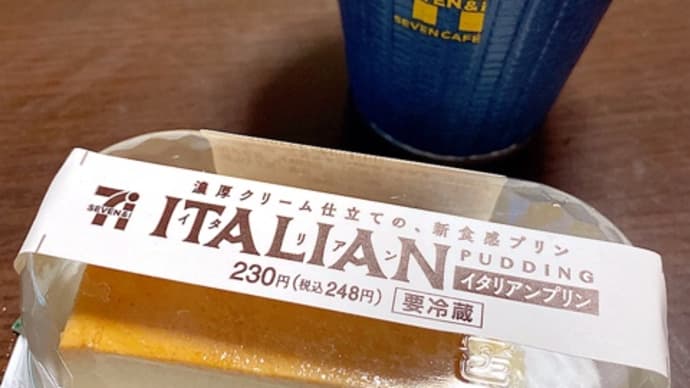 SEVEN CAFÉ
濃厚クリーム仕立ての、新食感プリン
SEVEN&i
ITALIAN
イタリアン
PUDDING
イタリアンプリン
230円(税込248円)
要冷蔵